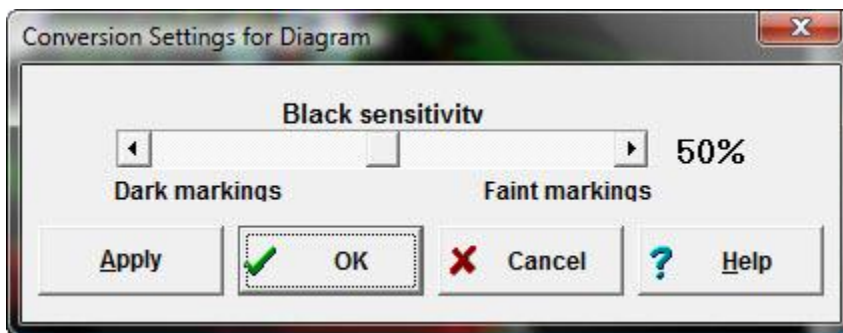 Conversion Settings for Diagram
Black sensitivity
50%
Dark markings Faint markings
Apply OK Cancel ? Help